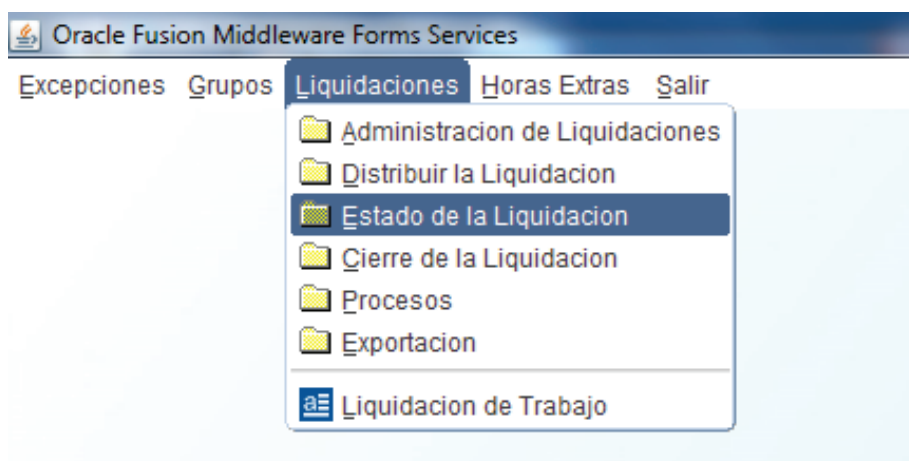 Oracle Fusion Middleware Forms Services
Excepciones Grupos Liquidaciones Horas Extras Salir
Administracion de Liquidaciones
Distribuir la Liquidacion
Estado de la Liquidacion
Cierre de la Liquidacion
Procesos
Exportacion
Liquidacion de Trabajo